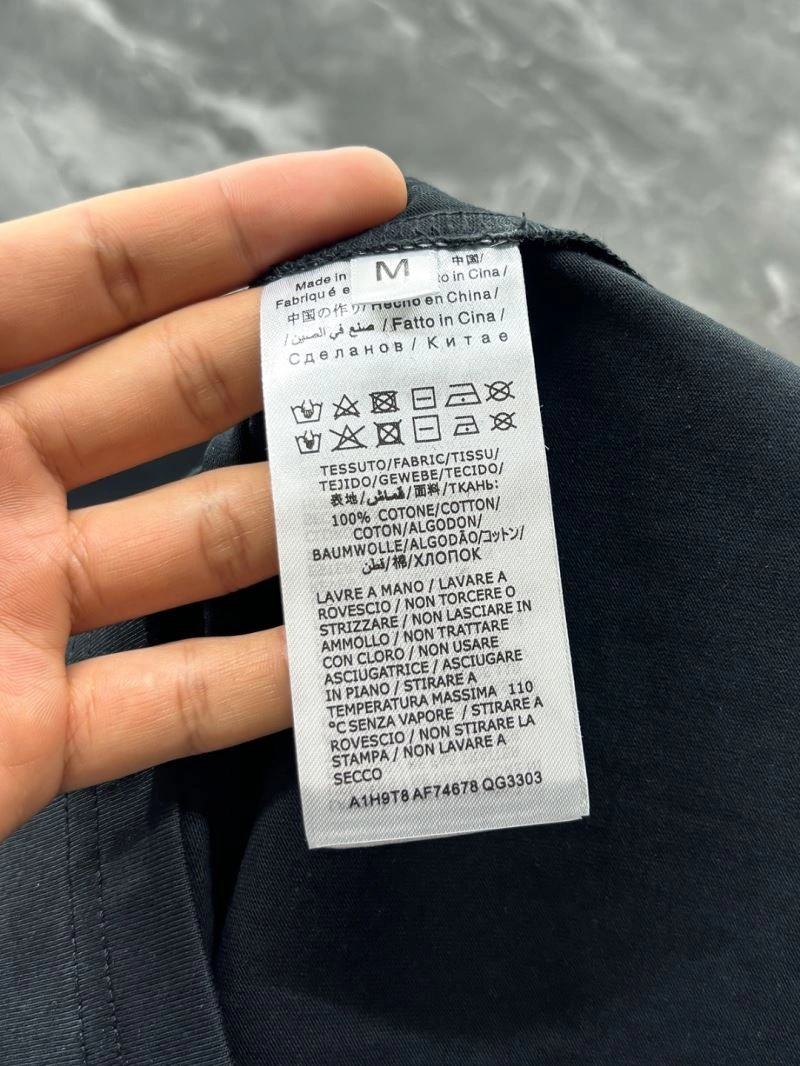 M
Made in 中国/
Fabriqué e to in Cina/
中国の作り/Hecho en China/
صنع في الصين/ / Fatto in Cina/
Сделанов / Китае
TESSUTO/FABRIC/TISSU/
TEJIDO/GEWEBE/TECIDO/
表地/قماش/面料/ТКАНЬ:
100% COTONE/COTTON/
COTON/ALGODON/
BAUMWOLLE/ALGODÃO/コットン/
قطن/棉/ХЛОПОК
LAVRE A MANO / LAVARE A
ROVESCIO / NON TORCERE O
STRIZZARE / NON LASCIARE IN
AMMOLLO / NON TRATTARE
CON CLORO / NON USARE
ASCIUGATRICE / ASCIUGARE
IN PIANO / STIRARE A
TEMPERATURA MASSIMA 110
°C SENZA VAPORE / STIRARE A
ROVESCIO / NON STIRARE LA
STAMPA / NON LAVARE A
SECCO
A1H9T8 AF74678 QG3303